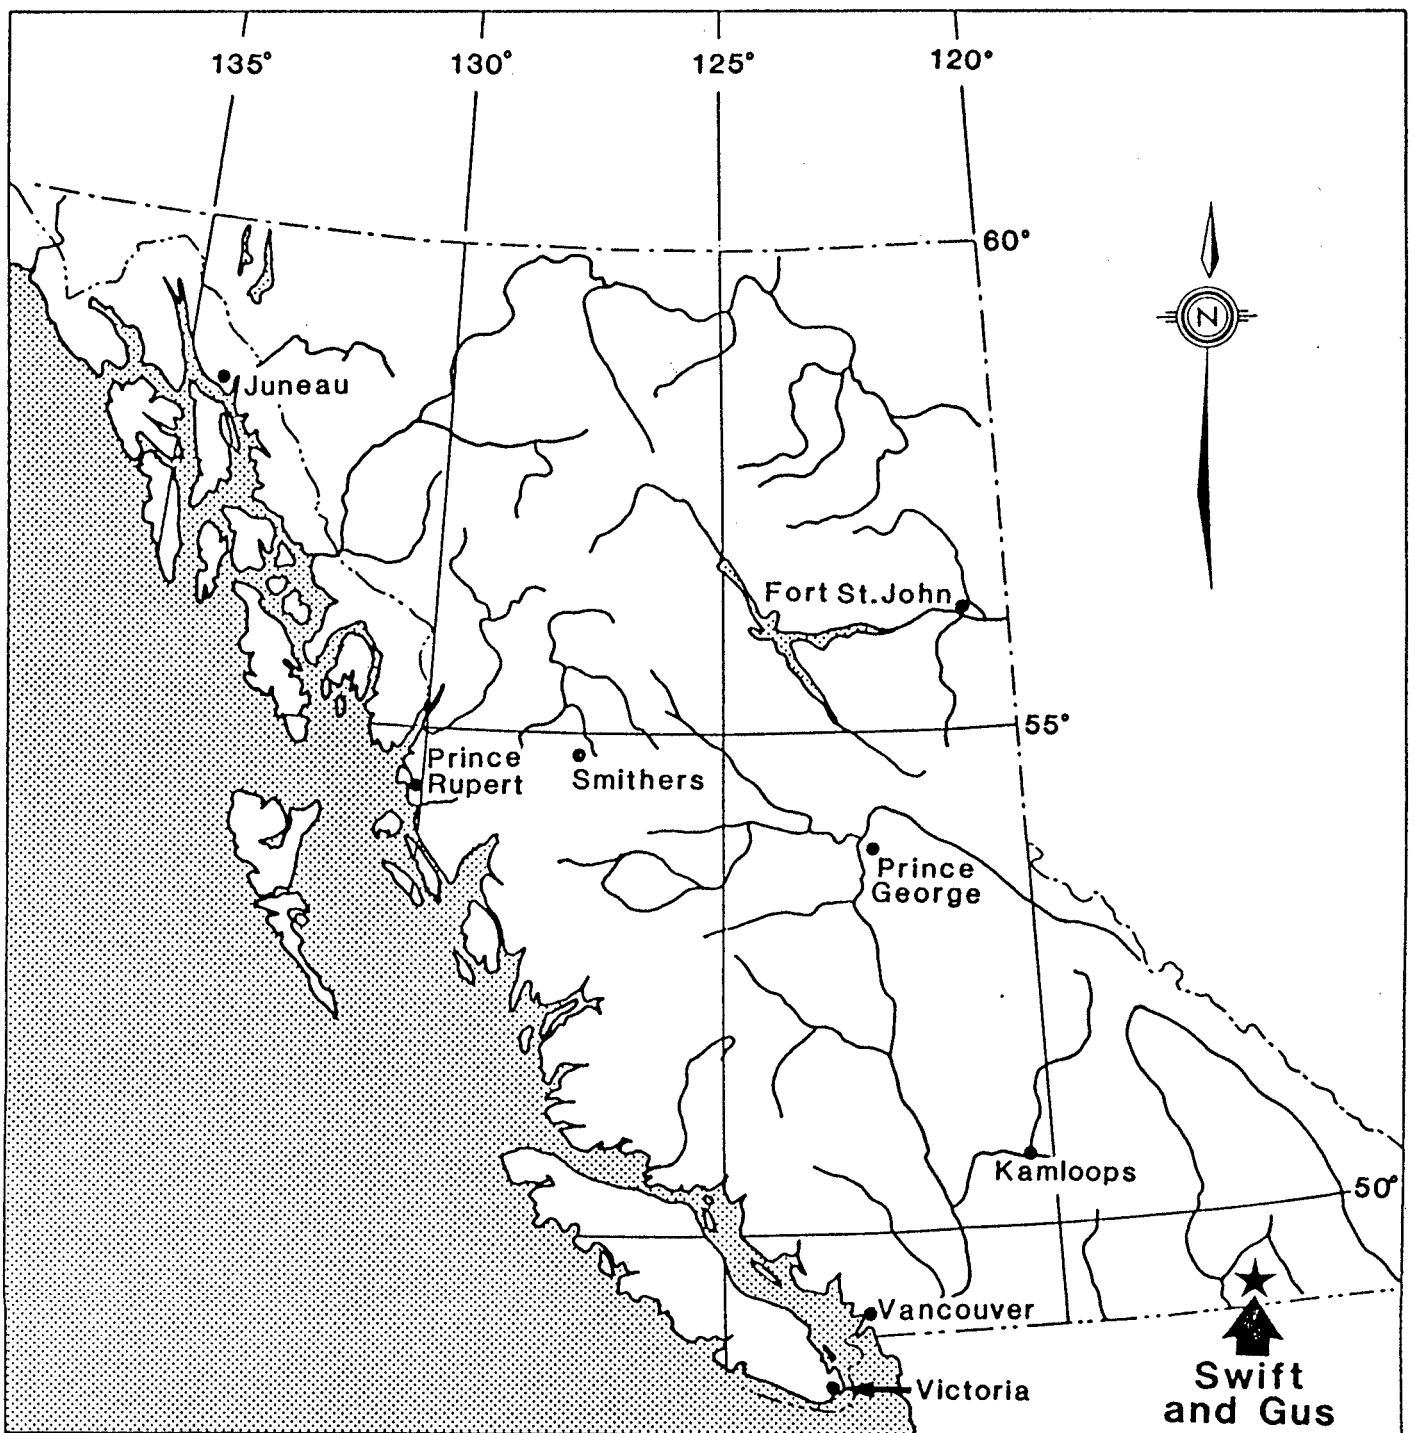 135° 130° 125° 120°
60°
N
Juneau
Fort St.John
55°
Prince
Rupert
Smithers
Prince
George
Kamloops
50°
Vancouver
Victoria
Swift
and Gus